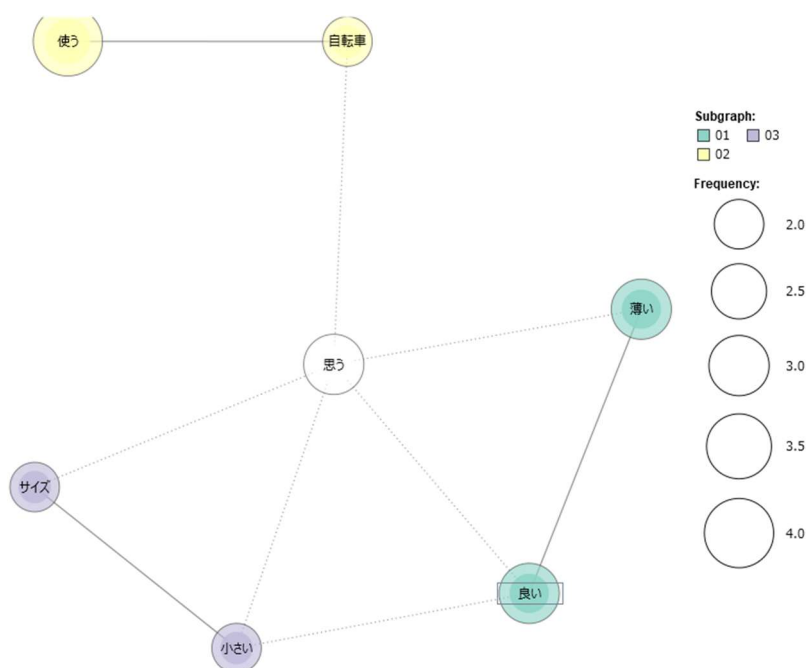 使う
自転車
思う
薄い
サイズ
良い
小さい
Subgraph:
01 03
02
Frequency:
2.0
2.5
3.0
3.5
4.0